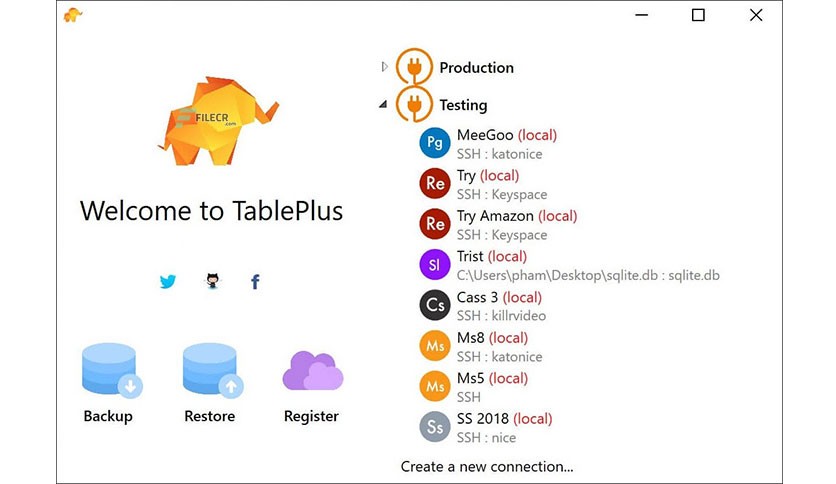 FILECR
.com
Welcome to TablePlus
Backup
Restore
Register
Production
Testing
Pg
MeeGoo (local)
SSH : katonice
Re
Try (local)
SSH : Keyspace
Re
Try Amazon (local)
SSH : Keyspace
Sl
Trist (local)
C:\Users\pham\Desktop\sqlite.db : sqlite.db
Cs
Cass 3 (local)
SSH : killrvideo
Ms
Ms8 (local)
SSH : katonice
Ms
Ms5 (local)
SSH
Ss
SS 2018 (local)
SSH : nice
Create a new connection...